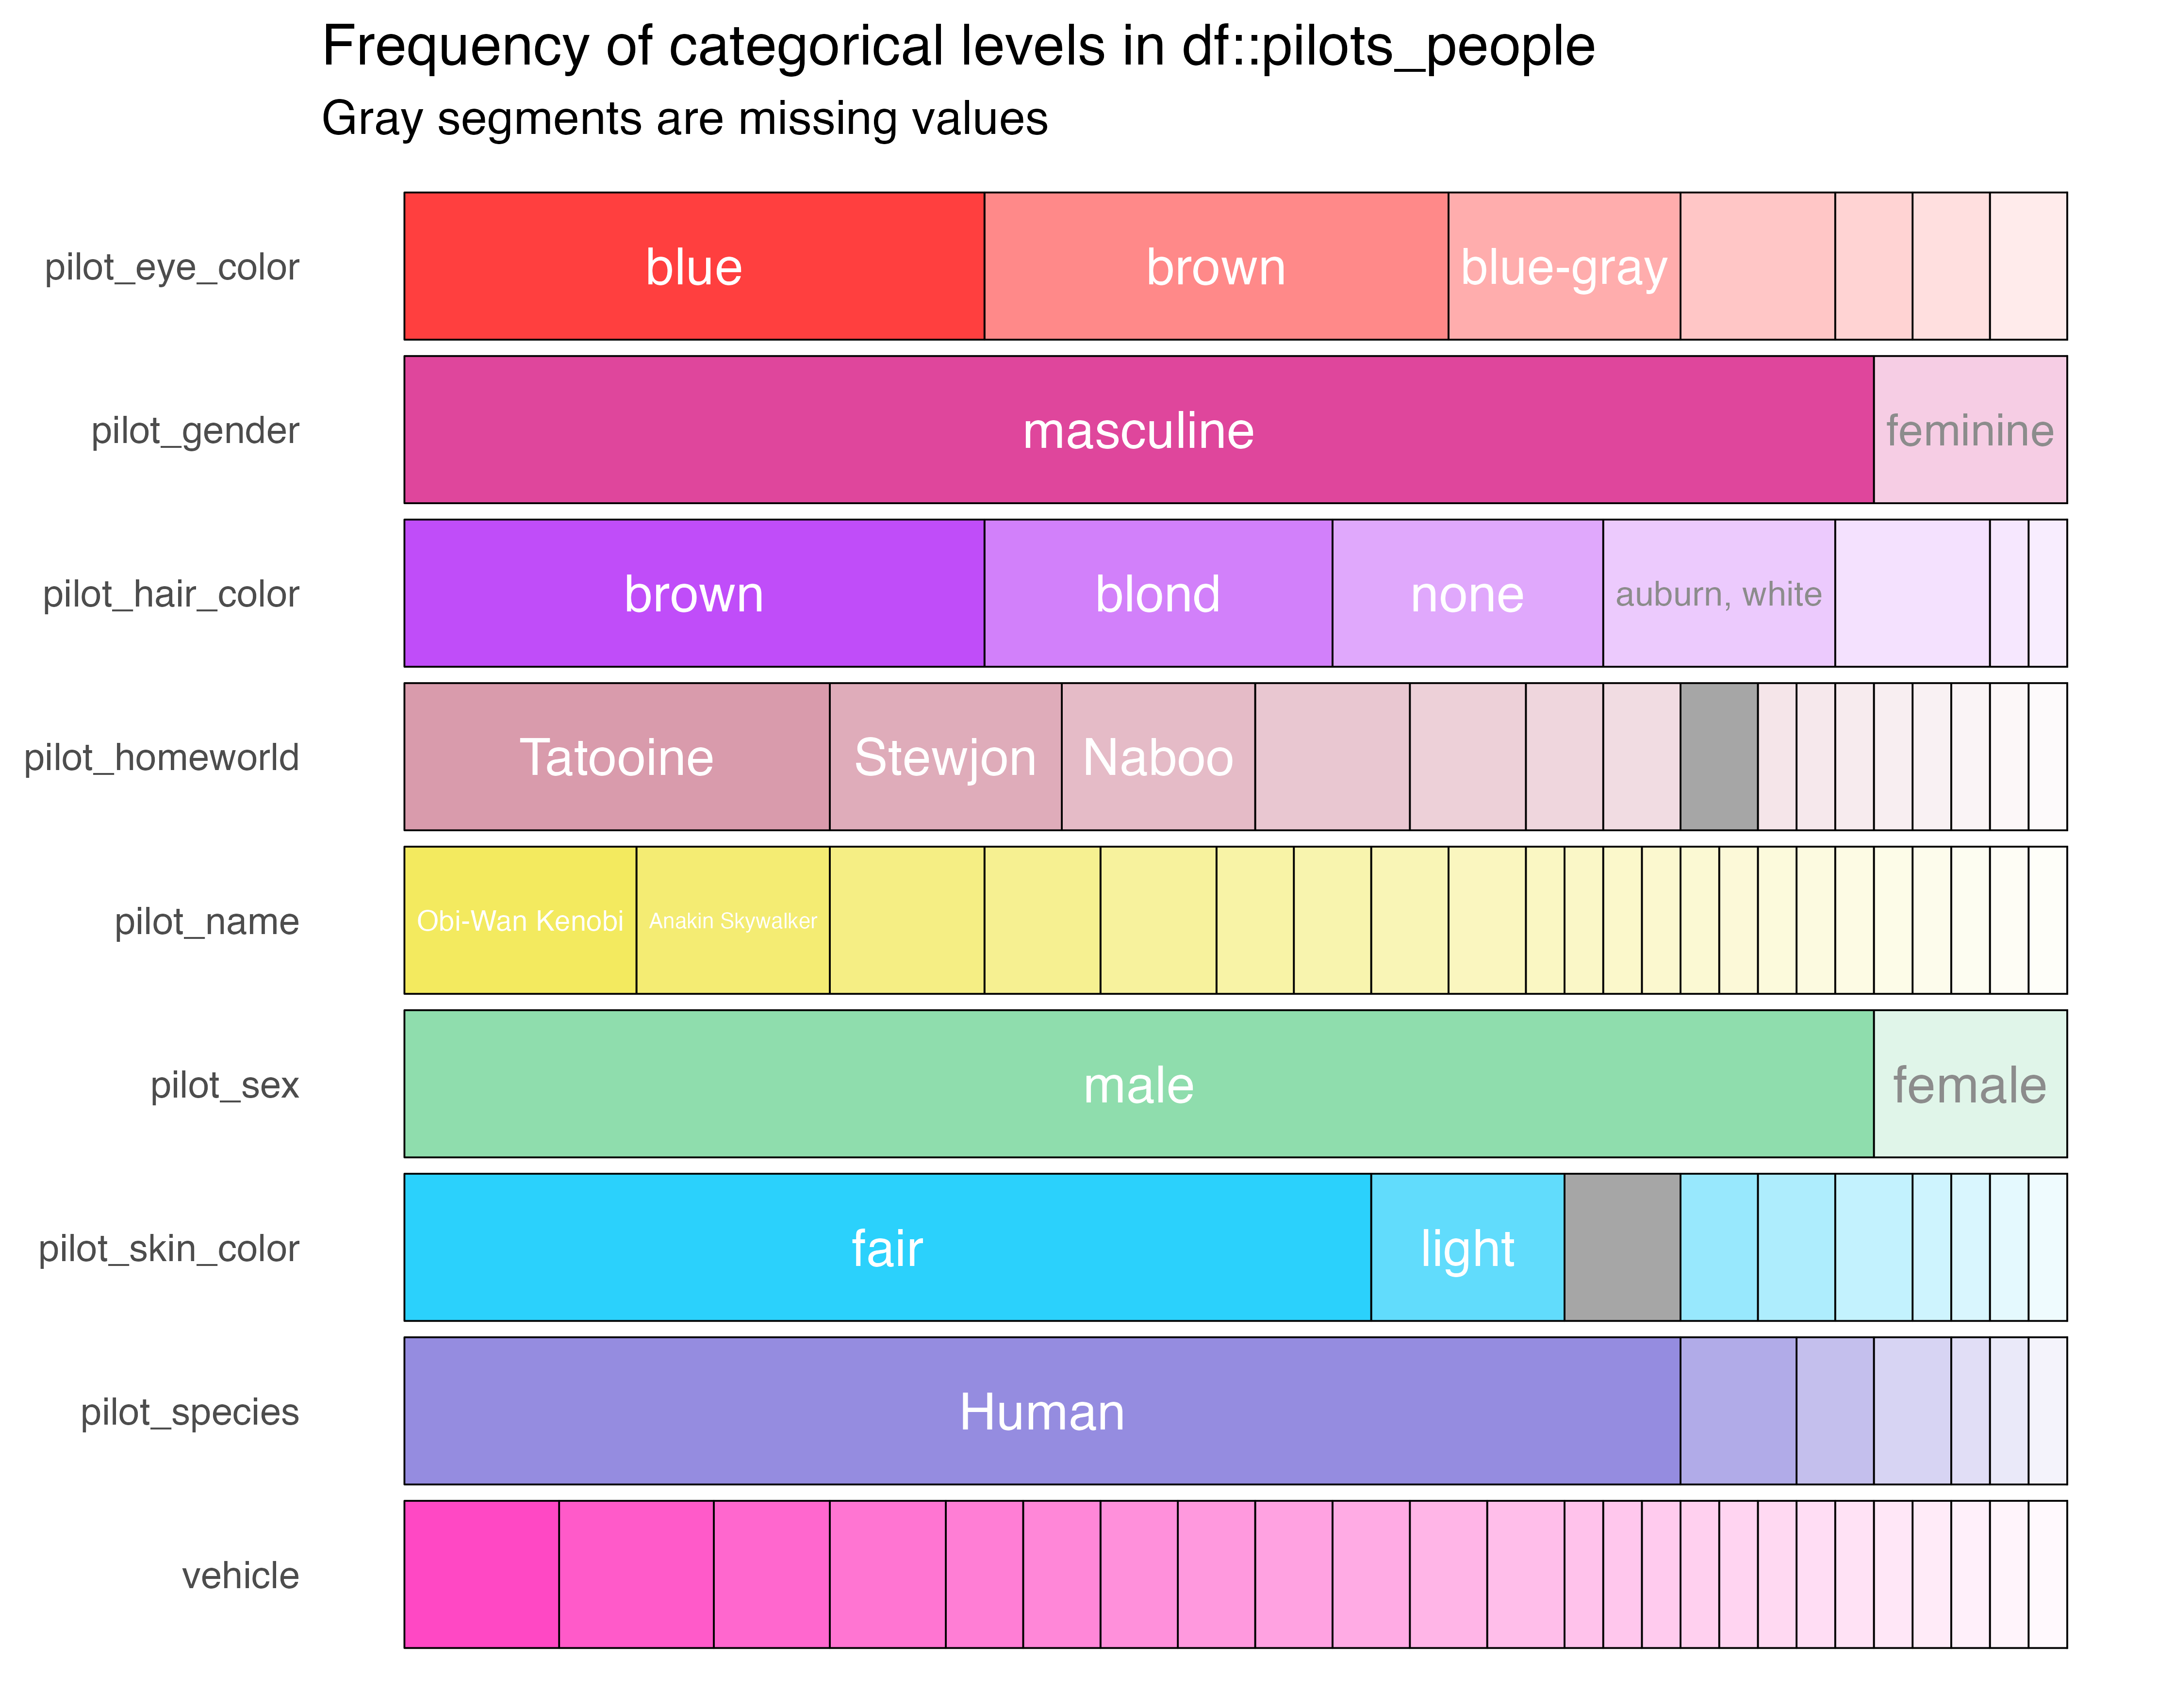 Frequency of categorical levels in df::pilots_people
Gray segments are missing values
pilot_eye_color
blue
brown
blue-gray
pilot_gender
masculine
feminine
pilot_hair_color
brown
blond
none
auburn, white
pilot_homeworld
Tatooine
Stewjon
Naboo
pilot_name
Obi-Wan Kenobi
Anakin Skywalker
pilot_sex
male
female
pilot_skin_color
fair
light
pilot_species
Human
vehicle